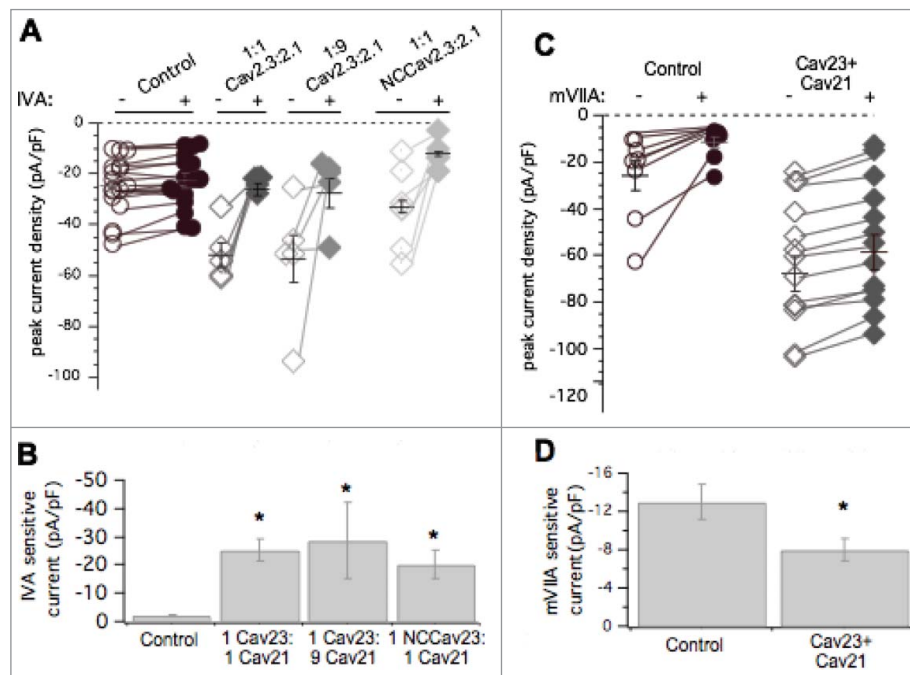 A
Control
1:1
Cav2.3:2.1
1:9
Cav2.3:2.1
1:1
NCCav2.3:2.1
IVA: - + - + - + - +
peak current density (pA/pF)
0
-20
-40
-60
-80
-100
C
Control
Cav23+
Cav21
mVIIA: - + - +
peak current density (pA/pF)
0
-20
-40
-60
-80
-100
-120
B
IVA sensitive
current (pA/pF)
-50
-40
-30
-20
-10
0
* * *
Control
1 Cav23:
1 Cav21
1 Cav23:
9 Cav21
1 NCCav23:
1 Cav21
D
mVIIA sensitive
current(pA/pF)
-16
-12
-8
-4
0
*
Control
Cav23+
Cav21